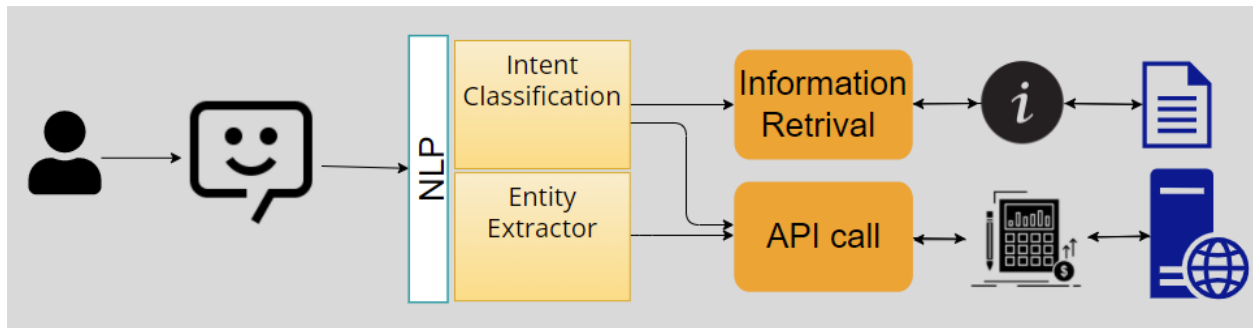 NLP
Intent
Classification
Entity
Extractor
Information
Retrival
API call
i
$